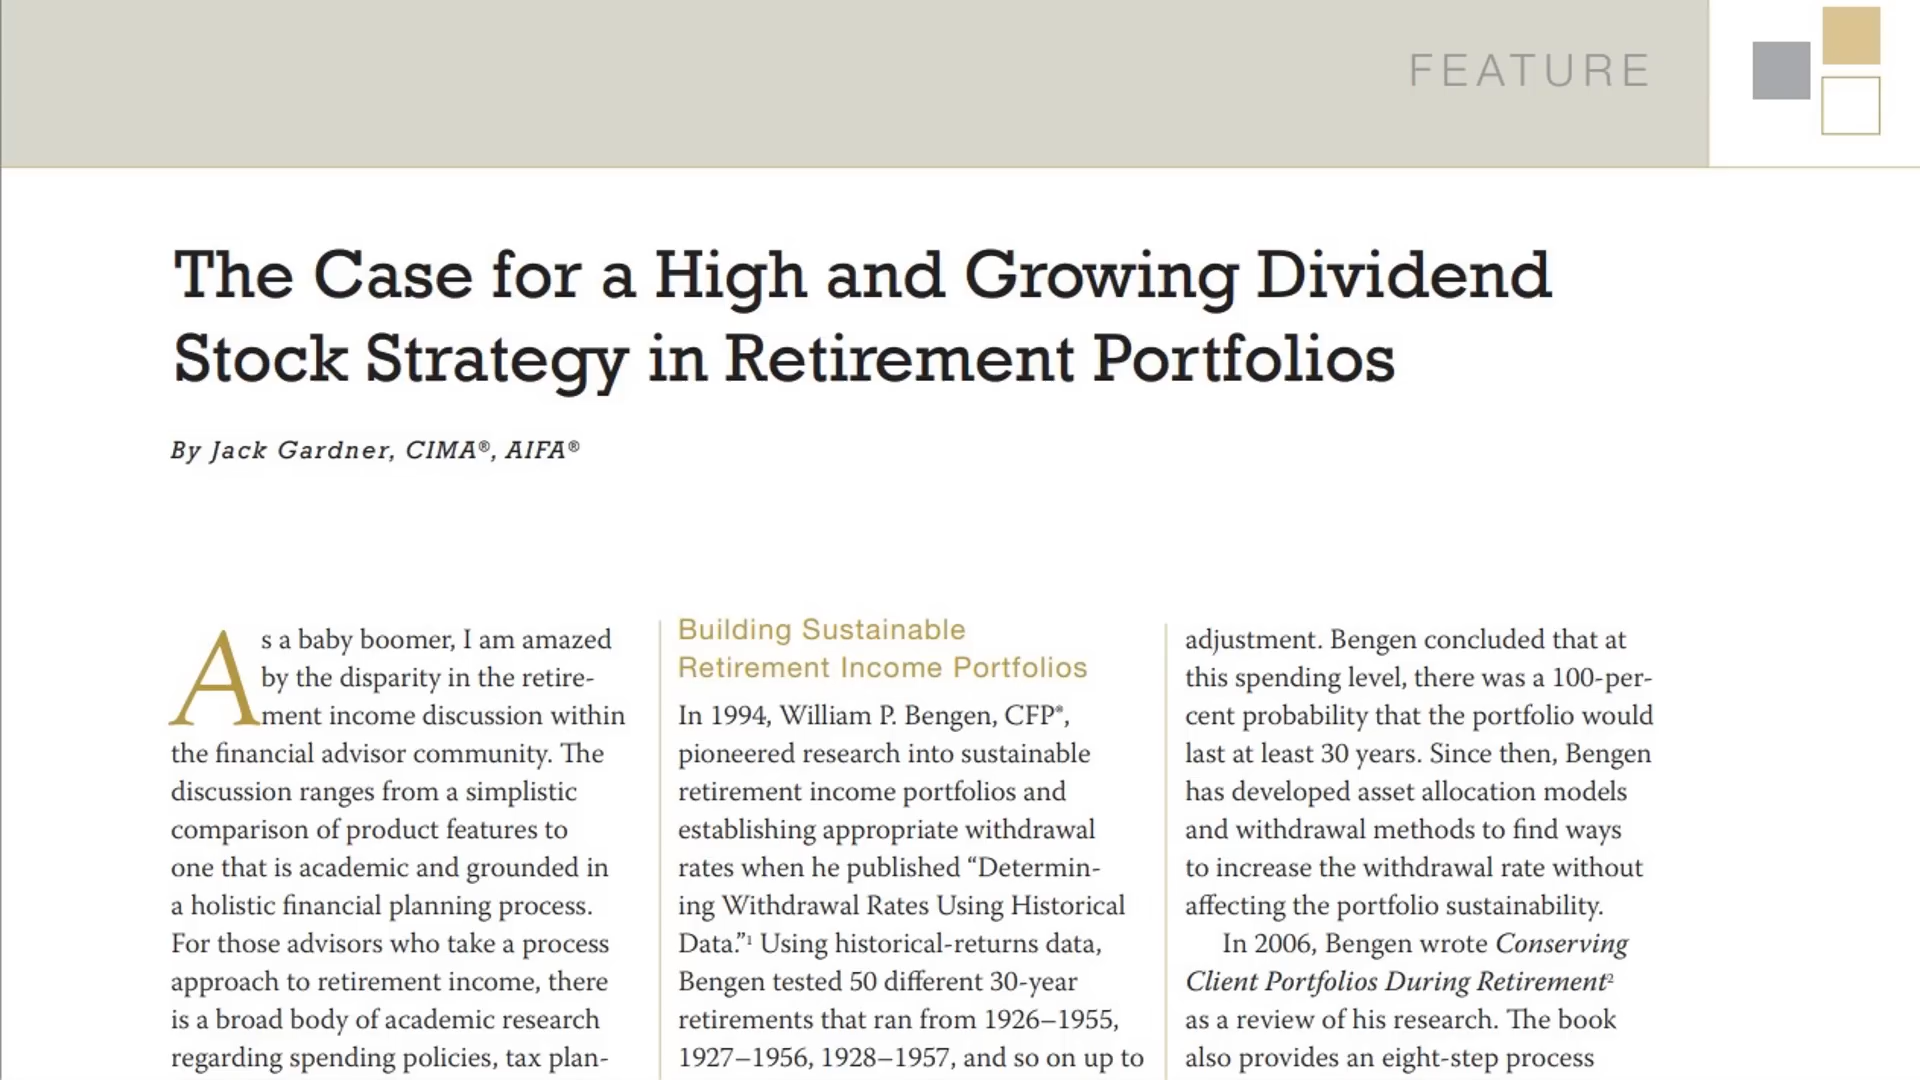 FEATURE
The Case for a High and Growing Dividend
Stock Strategy in Retirement Portfolios
By Jack Gardner, CIMA®, AIFA®
As a baby boomer, I am amazed
by the disparity in the retire-
ment income discussion within
the financial advisor community. The
discussion ranges from a simplistic
comparison of product features to
one that is academic and grounded in
a holistic financial planning process.
For those advisors who take a process
approach to retirement income, there
is a broad body of academic research
regarding spending policies, tax plan-
Building Sustainable
Retirement Income Portfolios
In 1994, William P. Bengen, CFP®,
pioneered research into sustainable
retirement income portfolios and
establishing appropriate withdrawal
rates when he published “Determin-
ing Withdrawal Rates Using Historical
Data.”¹ Using historical-returns data,
Bengen tested 50 different 30-year
retirements that ran from 1926–1955,
1927–1956, 1928–1957, and so on up to
adjustment. Bengen concluded that at
this spending level, there was a 100-per-
cent probability that the portfolio would
last at least 30 years. Since then, Bengen
has developed asset allocation models
and withdrawal methods to find ways
to increase the withdrawal rate without
affecting the portfolio sustainability.
In 2006, Bengen wrote Conserving
Client Portfolios During Retirement²
as a review of his research. The book
also provides an eight-step process